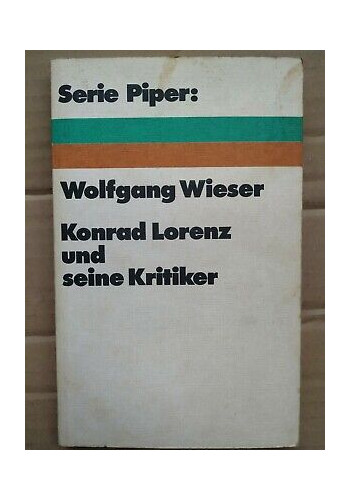 Serie Piper:
Wolfgang Wieser
Konrad Lorenz
und
seine Kritiker